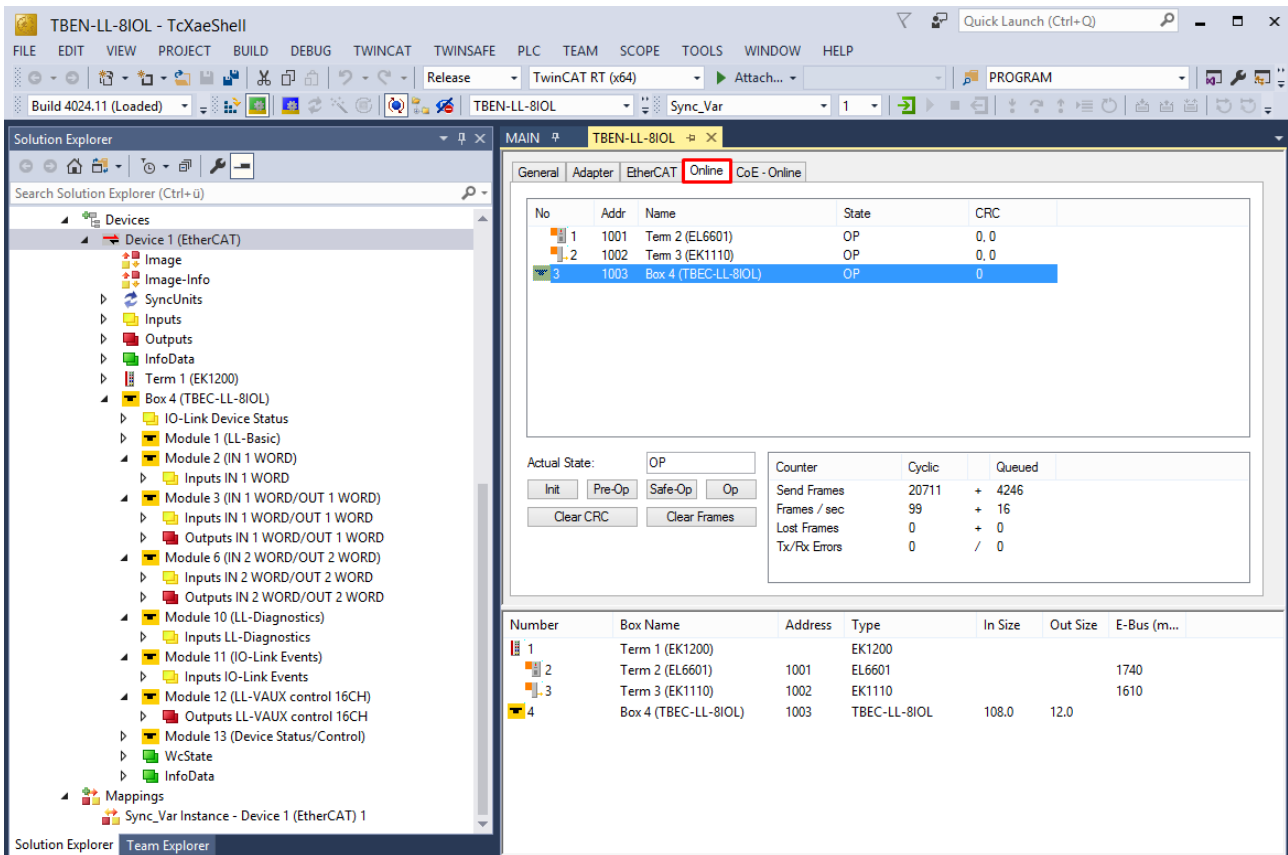 TBEN-LL-8IOL - TcXaeShell
Quick Launch (Ctrl+Q)
FILE EDIT VIEW PROJECT BUILD DEBUG TWINCAT TWINSAFE PLC TEAM SCOPE TOOLS WINDOW HELP
Release TwinCAT RT (x64) Attach... PROGRAM
Build 4024.11 (Loaded) TBEN-LL-8IOL Sync_Var 1
Solution Explorer
Search Solution Explorer (Ctrl+ü)
Devices
Device 1 (EtherCAT)
Image
Image-Info
SyncUnits
Inputs
Outputs
InfoData
Term 1 (EK1200)
Box 4 (TBEC-LL-8IOL)
IO-Link Device Status
Module 1 (LL-Basic)
Module 2 (IN 1 WORD)
Inputs IN 1 WORD
Module 3 (IN 1 WORD/OUT 1 WORD)
Inputs IN 1 WORD/OUT 1 WORD
Outputs IN 1 WORD/OUT 1 WORD
Module 6 (IN 2 WORD/OUT 2 WORD)
Inputs IN 2 WORD/OUT 2 WORD
Outputs IN 2 WORD/OUT 2 WORD
Module 10 (LL-Diagnostics)
Inputs LL-Diagnostics
Module 11 (IO-Link Events)
Inputs IO-Link Events
Module 12 (LL-VAUX control 16CH)
Outputs LL-VAUX control 16CH
Module 13 (Device Status/Control)
WcState
InfoData
Mappings
Sync_Var Instance - Device 1 (EtherCAT) 1
Solution Explorer Team Explorer
MAIN TBEN-LL-8IOL
General Adapter EtherCAT Online CoE - Online
No Addr Name State CRC
1 1001 Term 2 (EL6601) OP 0, 0
2 1002 Term 3 (EK1110) OP 0, 0
3 1003 Box 4 (TBEC-LL-8IOL) OP 0
Actual State: OP
Init Pre-Op Safe-Op Op
Clear CRC Clear Frames
Counter Cyclic Queued
Send Frames 20711 + 4246
Frames / sec 99 + 16
Lost Frames 0 + 0
Tx/Rx Errors 0 / 0
Number Box Name Address Type In Size Out Size E-Bus (m...
1 Term 1 (EK1200) EK1200
2 Term 2 (EL6601) 1001 EL6601 1740
3 Term 3 (EK1110) 1002 EK1110 1610
4 Box 4 (TBEC-LL-8IOL) 1003 TBEC-LL-8IOL 108.0 12.0